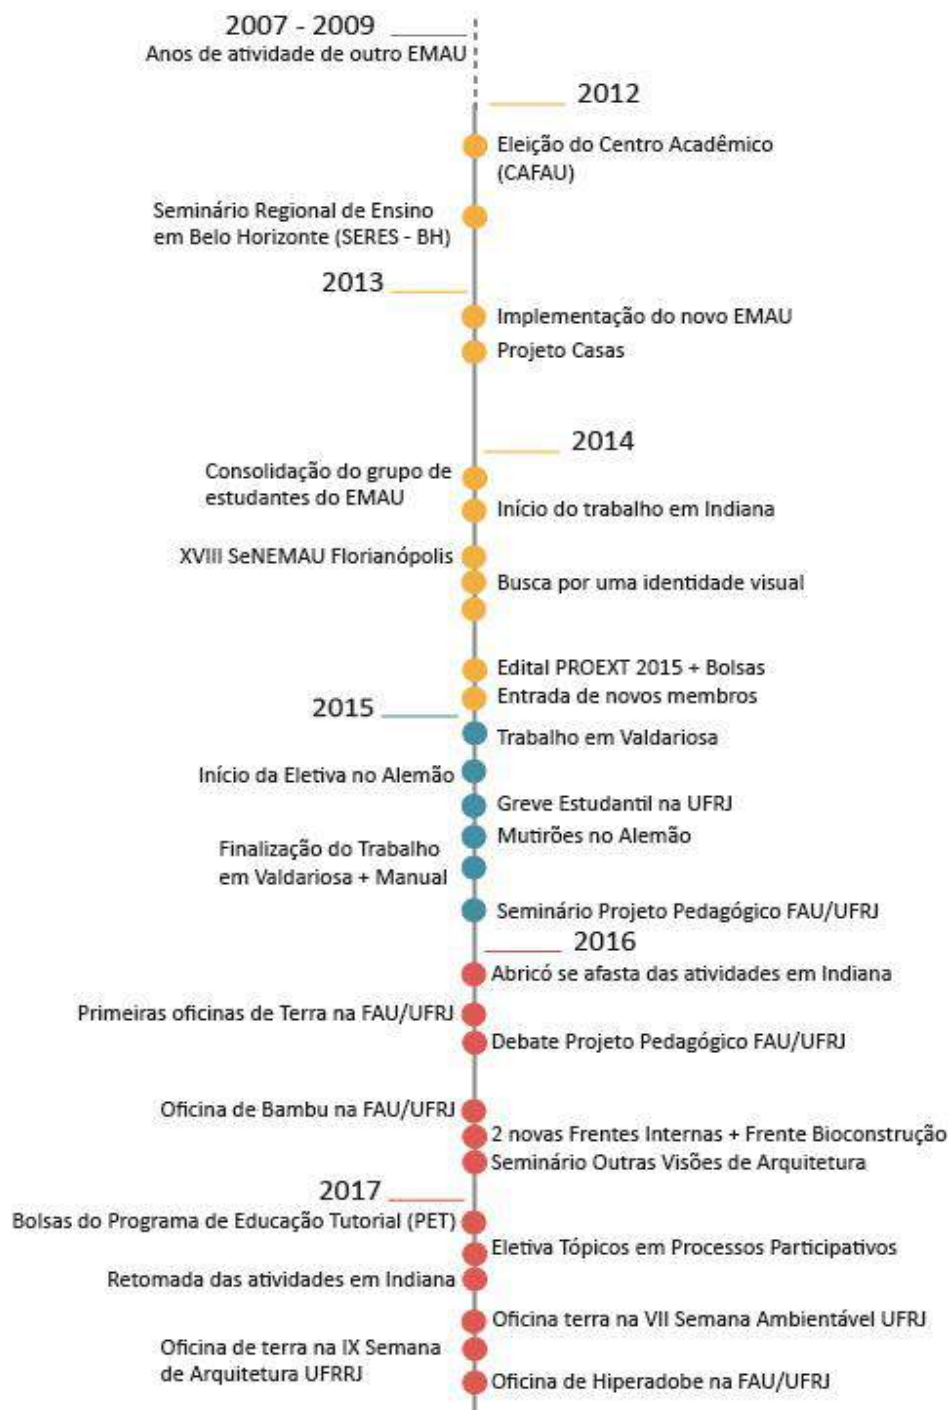 2007 - 2009
Anos de atividade de outro EMAU
2012
Eleição do Centro Acadêmico
(CAFAU)
Seminário Regional de Ensino
em Belo Horizonte (SERES - BH)
2013
Implementação do novo EMAU
Projeto Casas
2014
Consolidação do grupo de
estudantes do EMAU
Início do trabalho em Indiana
XVIII SeNEMAU Florianópolis
Busca por uma identidade visual
Edital PROEXT 2015 + Bolsas
Entrada de novos membros
2015
Trabalho em Valdariosa
Início da Eletiva no Alemão
Greve Estudantil na UFRJ
Mutirões no Alemão
Finalização do Trabalho
em Valdariosa + Manual
Seminário Projeto Pedagógico FAU/UFRJ
2016
Abricó se afasta das atividades em Indiana
Primeiras oficinas de Terra na FAU/UFRJ
Debate Projeto Pedagógico FAU/UFRJ
Oficina de Bambu na FAU/UFRJ
2 novas Frentes Internas + Frente Bioconstrução
Seminário Outras Visões de Arquitetura
2017
Bolsas do Programa de Educação Tutorial (PET)
Eletiva Tópicos em Processos Participativos
Retomada das atividades em Indiana
Oficina terra na VII Semana Ambientável UFRJ
Oficina de terra na IX Semana
de Arquitetura UFRRJ
Oficina de Hiperadobe na FAU/UFRJ